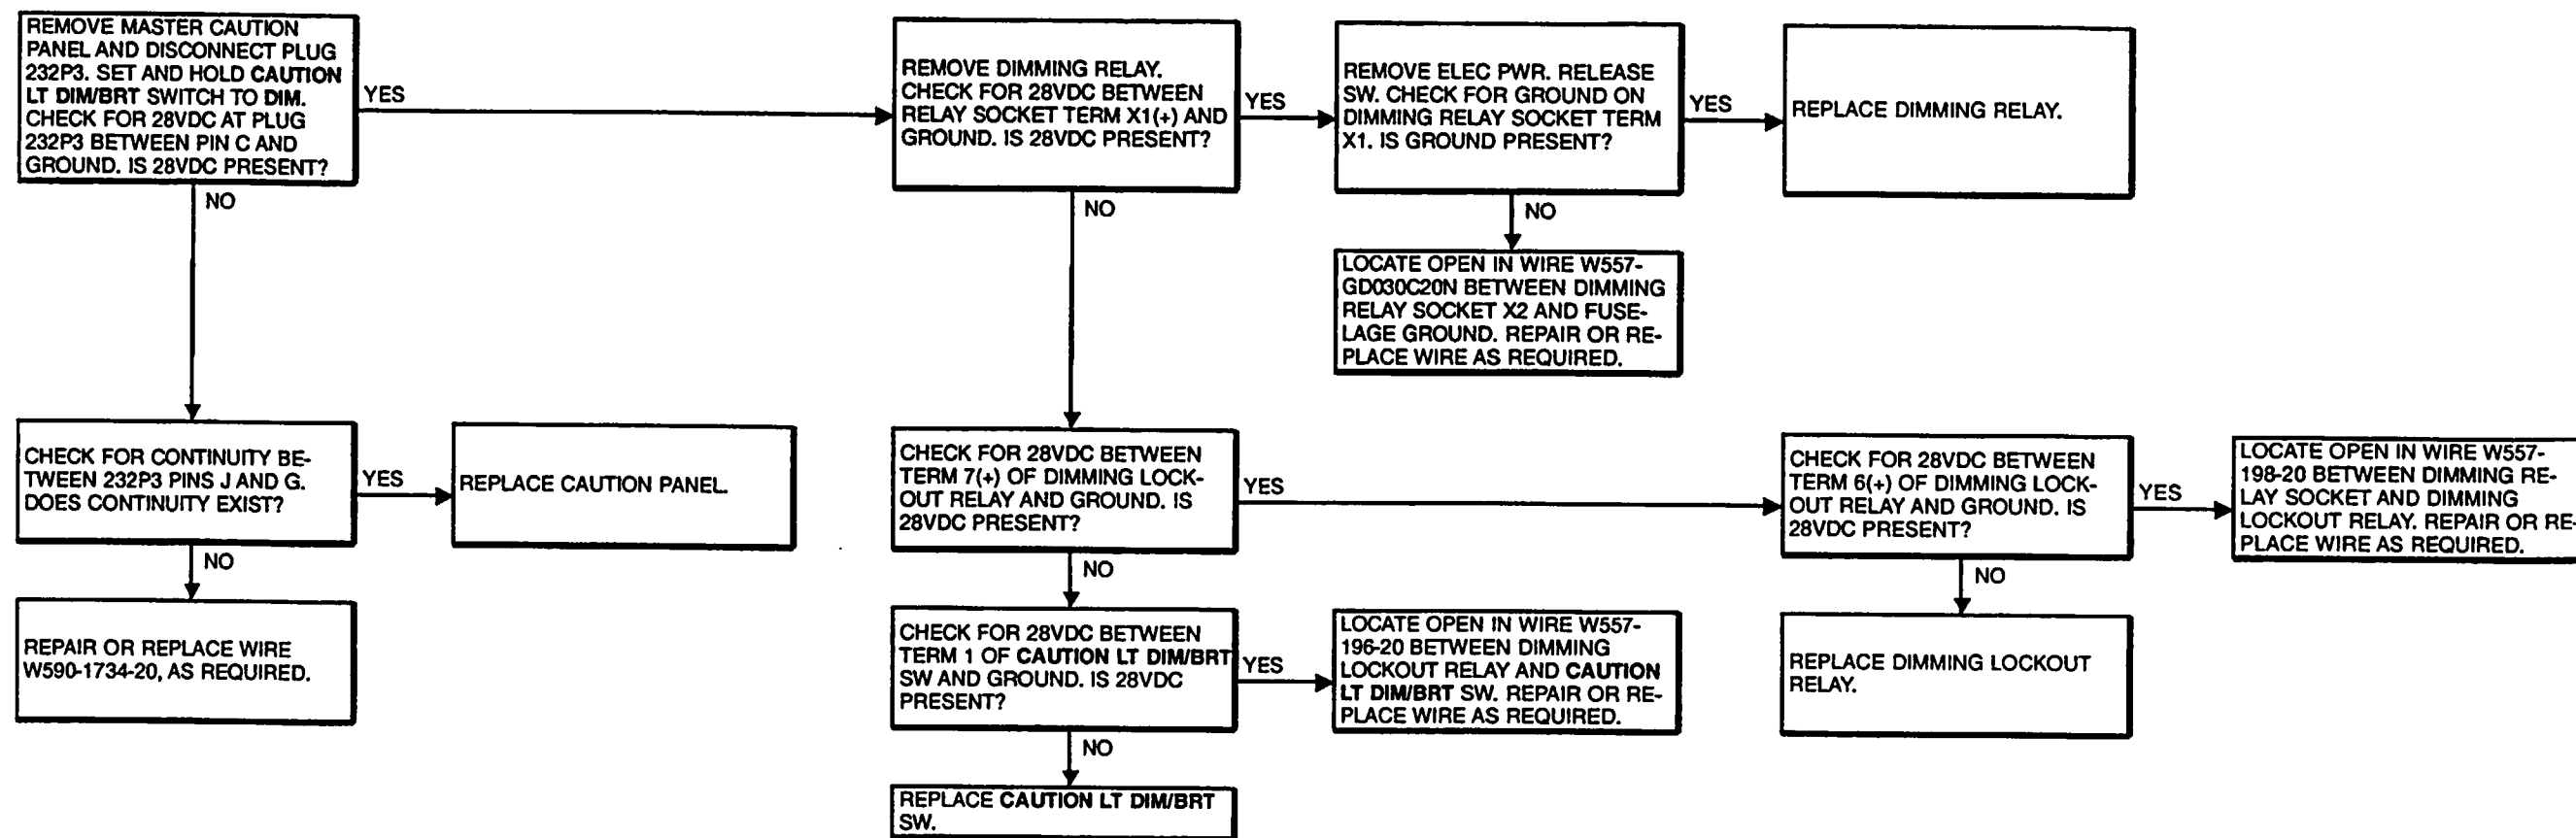 REMOVE MASTER CAUTION
PANEL AND DISCONNECT PLUG
232P3. SET AND HOLD CAUTION
LT DIM/BRT SWITCH TO DIM.
CHECK FOR 28VDC AT PLUG
232P3 BETWEEN PIN C AND
GROUND. IS 28VDC PRESENT?
YES
NO
REMOVE DIMMING RELAY.
CHECK FOR 28VDC BETWEEN
RELAY SOCKET TERM X1(+) AND
GROUND. IS 28VDC PRESENT?
YES
NO
REMOVE ELEC PWR. RELEASE
SW. CHECK FOR GROUND ON
DIMMING RELAY SOCKET TERM
X1. IS GROUND PRESENT?
YES
NO
REPLACE DIMMING RELAY.
LOCATE OPEN IN WIRE W557-
GD030C20N BETWEEN DIMMING
RELAY SOCKET X2 AND FUSE-
LAGE GROUND. REPAIR OR RE-
PLACE WIRE AS REQUIRED.
CHECK FOR CONTINUITY BE-
TWEEN 232P3 PINS J AND G.
DOES CONTINUITY EXIST?
YES
NO
REPLACE CAUTION PANEL.
CHECK FOR 28VDC BETWEEN
TERM 7(+) OF DIMMING LOCK-
OUT RELAY AND GROUND. IS
28VDC PRESENT?
YES
NO
CHECK FOR 28VDC BETWEEN
TERM 6(+) OF DIMMING LOCK-
OUT RELAY AND GROUND. IS
28VDC PRESENT?
YES
NO
LOCATE OPEN IN WIRE W557-
198-20 BETWEEN DIMMING RE-
LAY SOCKET AND DIMMING
LOCKOUT RELAY. REPAIR OR RE-
PLACE WIRE AS REQUIRED.
REPAIR OR REPLACE WIRE
W590-1734-20, AS REQUIRED.
CHECK FOR 28VDC BETWEEN
TERM 1 OF CAUTION LT DIM/BRT
SW AND GROUND. IS 28VDC
PRESENT?
YES
NO
LOCATE OPEN IN WIRE W557-
196-20 BETWEEN DIMMING
LOCKOUT RELAY AND CAUTION
LT DIM/BRT SW. REPAIR OR RE-
PLACE WIRE AS REQUIRED.
REPLACE DIMMING LOCKOUT
RELAY.
REPLACE CAUTION LT DIM/BRT
SW.